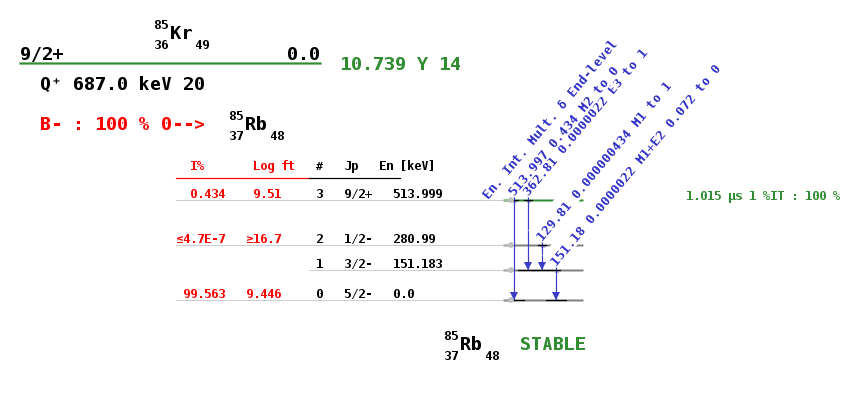 85
36 Kr 49
9/2+ 0.0
10.739 Y 14
Q⁺ 687.0 keV 20
B- : 100 % 0--> 85
37 Rb 48
I% Log ft # Jp En [keV]
0.434 9.51 3 9/2+ 513.999
≤4.7E-7 ≥16.7 2 1/2- 280.99
1 3/2- 151.183
99.563 9.446 0 5/2- 0.0
En. Int. Mult. δ End-level
513.997 0.434 M2 to 0
362.81 0.0000022 E3 to 1
129.81 0.000000434 M1 to 1
151.18 0.0000022 M1+E2 0.072 to 0
1.015 µs 1 %IT : 100 %
85
37 Rb 48
STABLE